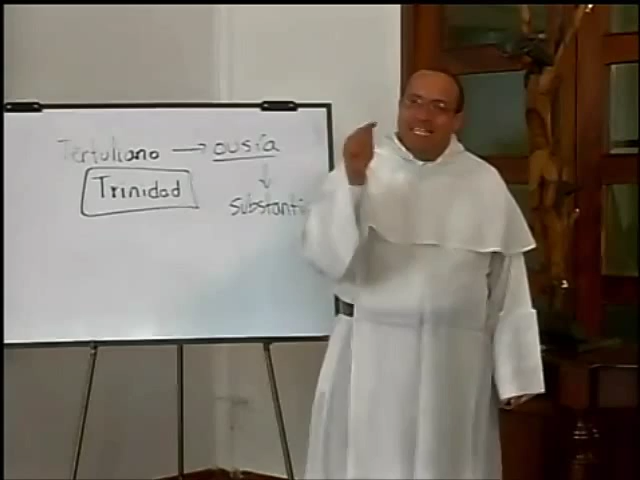 Tertuliano → ousía
↓
Trinidad substanti